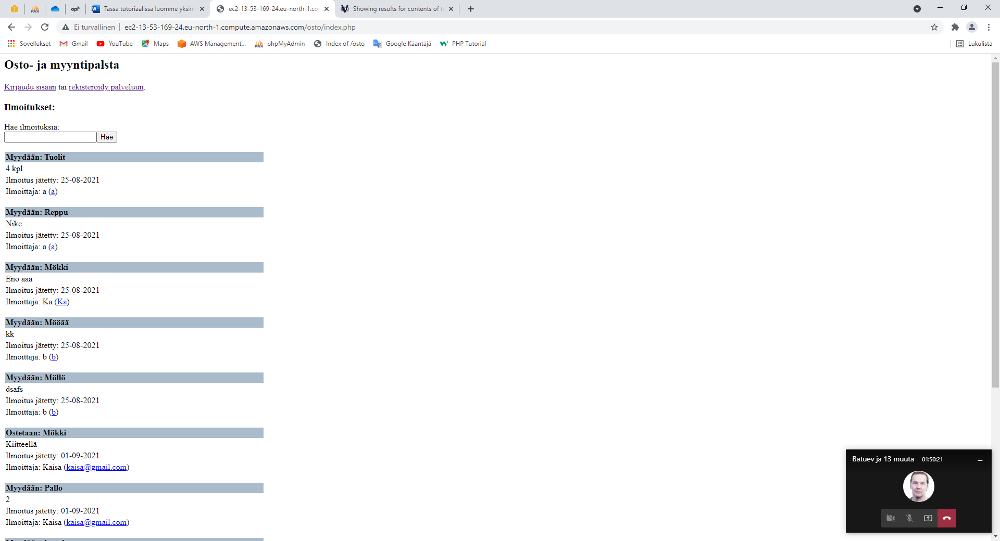 PMA
opi
Tässä tutoriaalissa luomme yksin
ec2-13-53-169-24.eu-north-1.co
Showing results for contents of t
Ei turvallinen
ec2-13-53-169-24.eu-north-1.compute.amazonaws.com/osto/index.php
Sovellukset
Gmail
YouTube
Maps
AWS Management...
phpMyAdmin
Index of /osto
Google Kääntäjä
PHP Tutorial
Lukulista
Osto- ja myyntipalsta
Kirjaudu sisään tai rekisteröidy palveluun.
Ilmoitukset:
Hae ilmoituksia:
Hae
Myydään: Tuolit
4 kpl
Ilmoitus jätetty: 25-08-2021
Ilmoittaja: a (a)
Myydään: Reppu
Nike
Ilmoitus jätetty: 25-08-2021
Ilmoittaja: a (a)
Myydään: Mökki
Eno aaa
Ilmoitus jätetty: 25-08-2021
Ilmoittaja: Ka (Ka)
Myydään: Mööää
kk
Ilmoitus jätetty: 25-08-2021
Ilmoittaja: b (b)
Myydään: Möllö
dsafs
Ilmoitus jätetty: 25-08-2021
Ilmoittaja: b (b)
Ostetaan: Mökki
Kiitteellä
Ilmoitus jätetty: 01-09-2021
Ilmoittaja: Kaisa (kaisa@gmail.com)
Myydään: Pallo
2
Ilmoitus jätetty: 01-09-2021
Ilmoittaja: Kaisa (kaisa@gmail.com)
Batuev ja 13 muuta 01:50:21